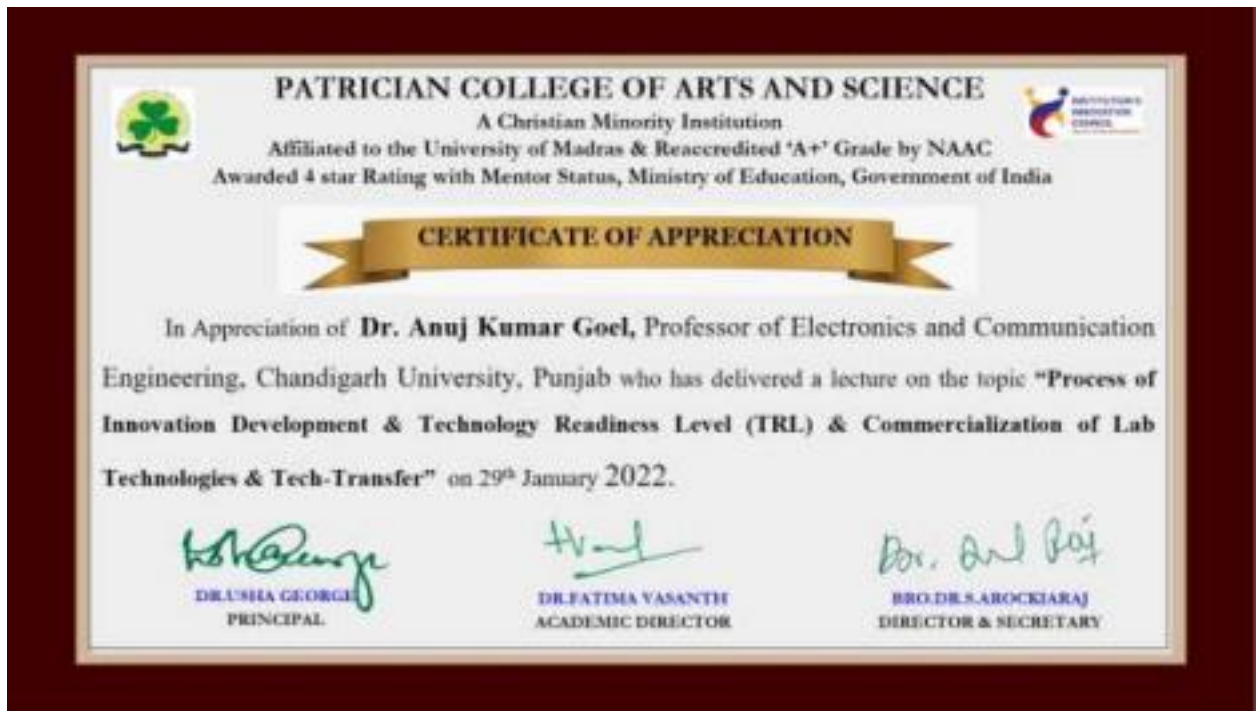 PATRICIAN COLLEGE OF ARTS AND SCIENCE
A Christian Minority Institution
Affiliated to the University of Madras & Reaccredited ‘A+’ Grade by NAAC
Awarded 4 star Rating with Mentor Status, Ministry of Education, Government of India
INSTITUTION'S
INNOVATION
COUNCIL
CERTIFICATE OF APPRECIATION
In Appreciation of Dr. Anuj Kumar Goel, Professor of Electronics and Communication
Engineering, Chandigarh University, Punjab who has delivered a lecture on the topic “Process of
Innovation Development & Technology Readiness Level (TRL) & Commercialization of Lab
Technologies & Tech-Transfer” on 29th January 2022.
DR.USHA GEORGE
PRINCIPAL
DR.FATIMA VASANTH
ACADEMIC DIRECTOR
BRO.DR.S.AROCKIARAJ
DIRECTOR & SECRETARY